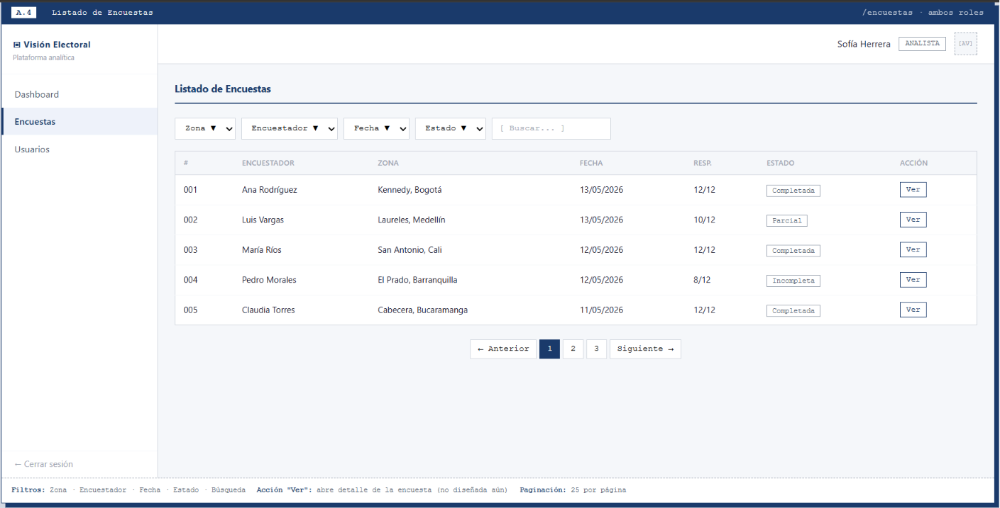 A.4 Listado de Encuestas /encuestas · ambos roles
Visión Electoral
Plataforma analítica
Sofía Herrera ANALISTA [AV]
Dashboard
Encuestas
Usuarios
← Cerrar sesión
Listado de Encuestas
Zona ▼ Encuestador ▼ Fecha ▼ Estado ▼ [ Buscar... ]
# ENCUESTADOR ZONA FECHA RESP. ESTADO ACCIÓN
001 Ana Rodríguez Kennedy, Bogotá 13/05/2026 12/12 Completada Ver
002 Luis Vargas Laureles, Medellín 13/05/2026 10/12 Parcial Ver
003 María Ríos San Antonio, Cali 12/05/2026 12/12 Completada Ver
004 Pedro Morales El Prado, Barranquilla 12/05/2026 8/12 Incompleta Ver
005 Claudia Torres Cabecera, Bucaramanga 11/05/2026 12/12 Completada Ver
← Anterior 1 2 3 Siguiente →
Filtros: Zona · Encuestador · Fecha · Estado · Búsqueda Acción "Ver": abre detalle de la encuesta (no diseñada aún) Paginación: 25 por página